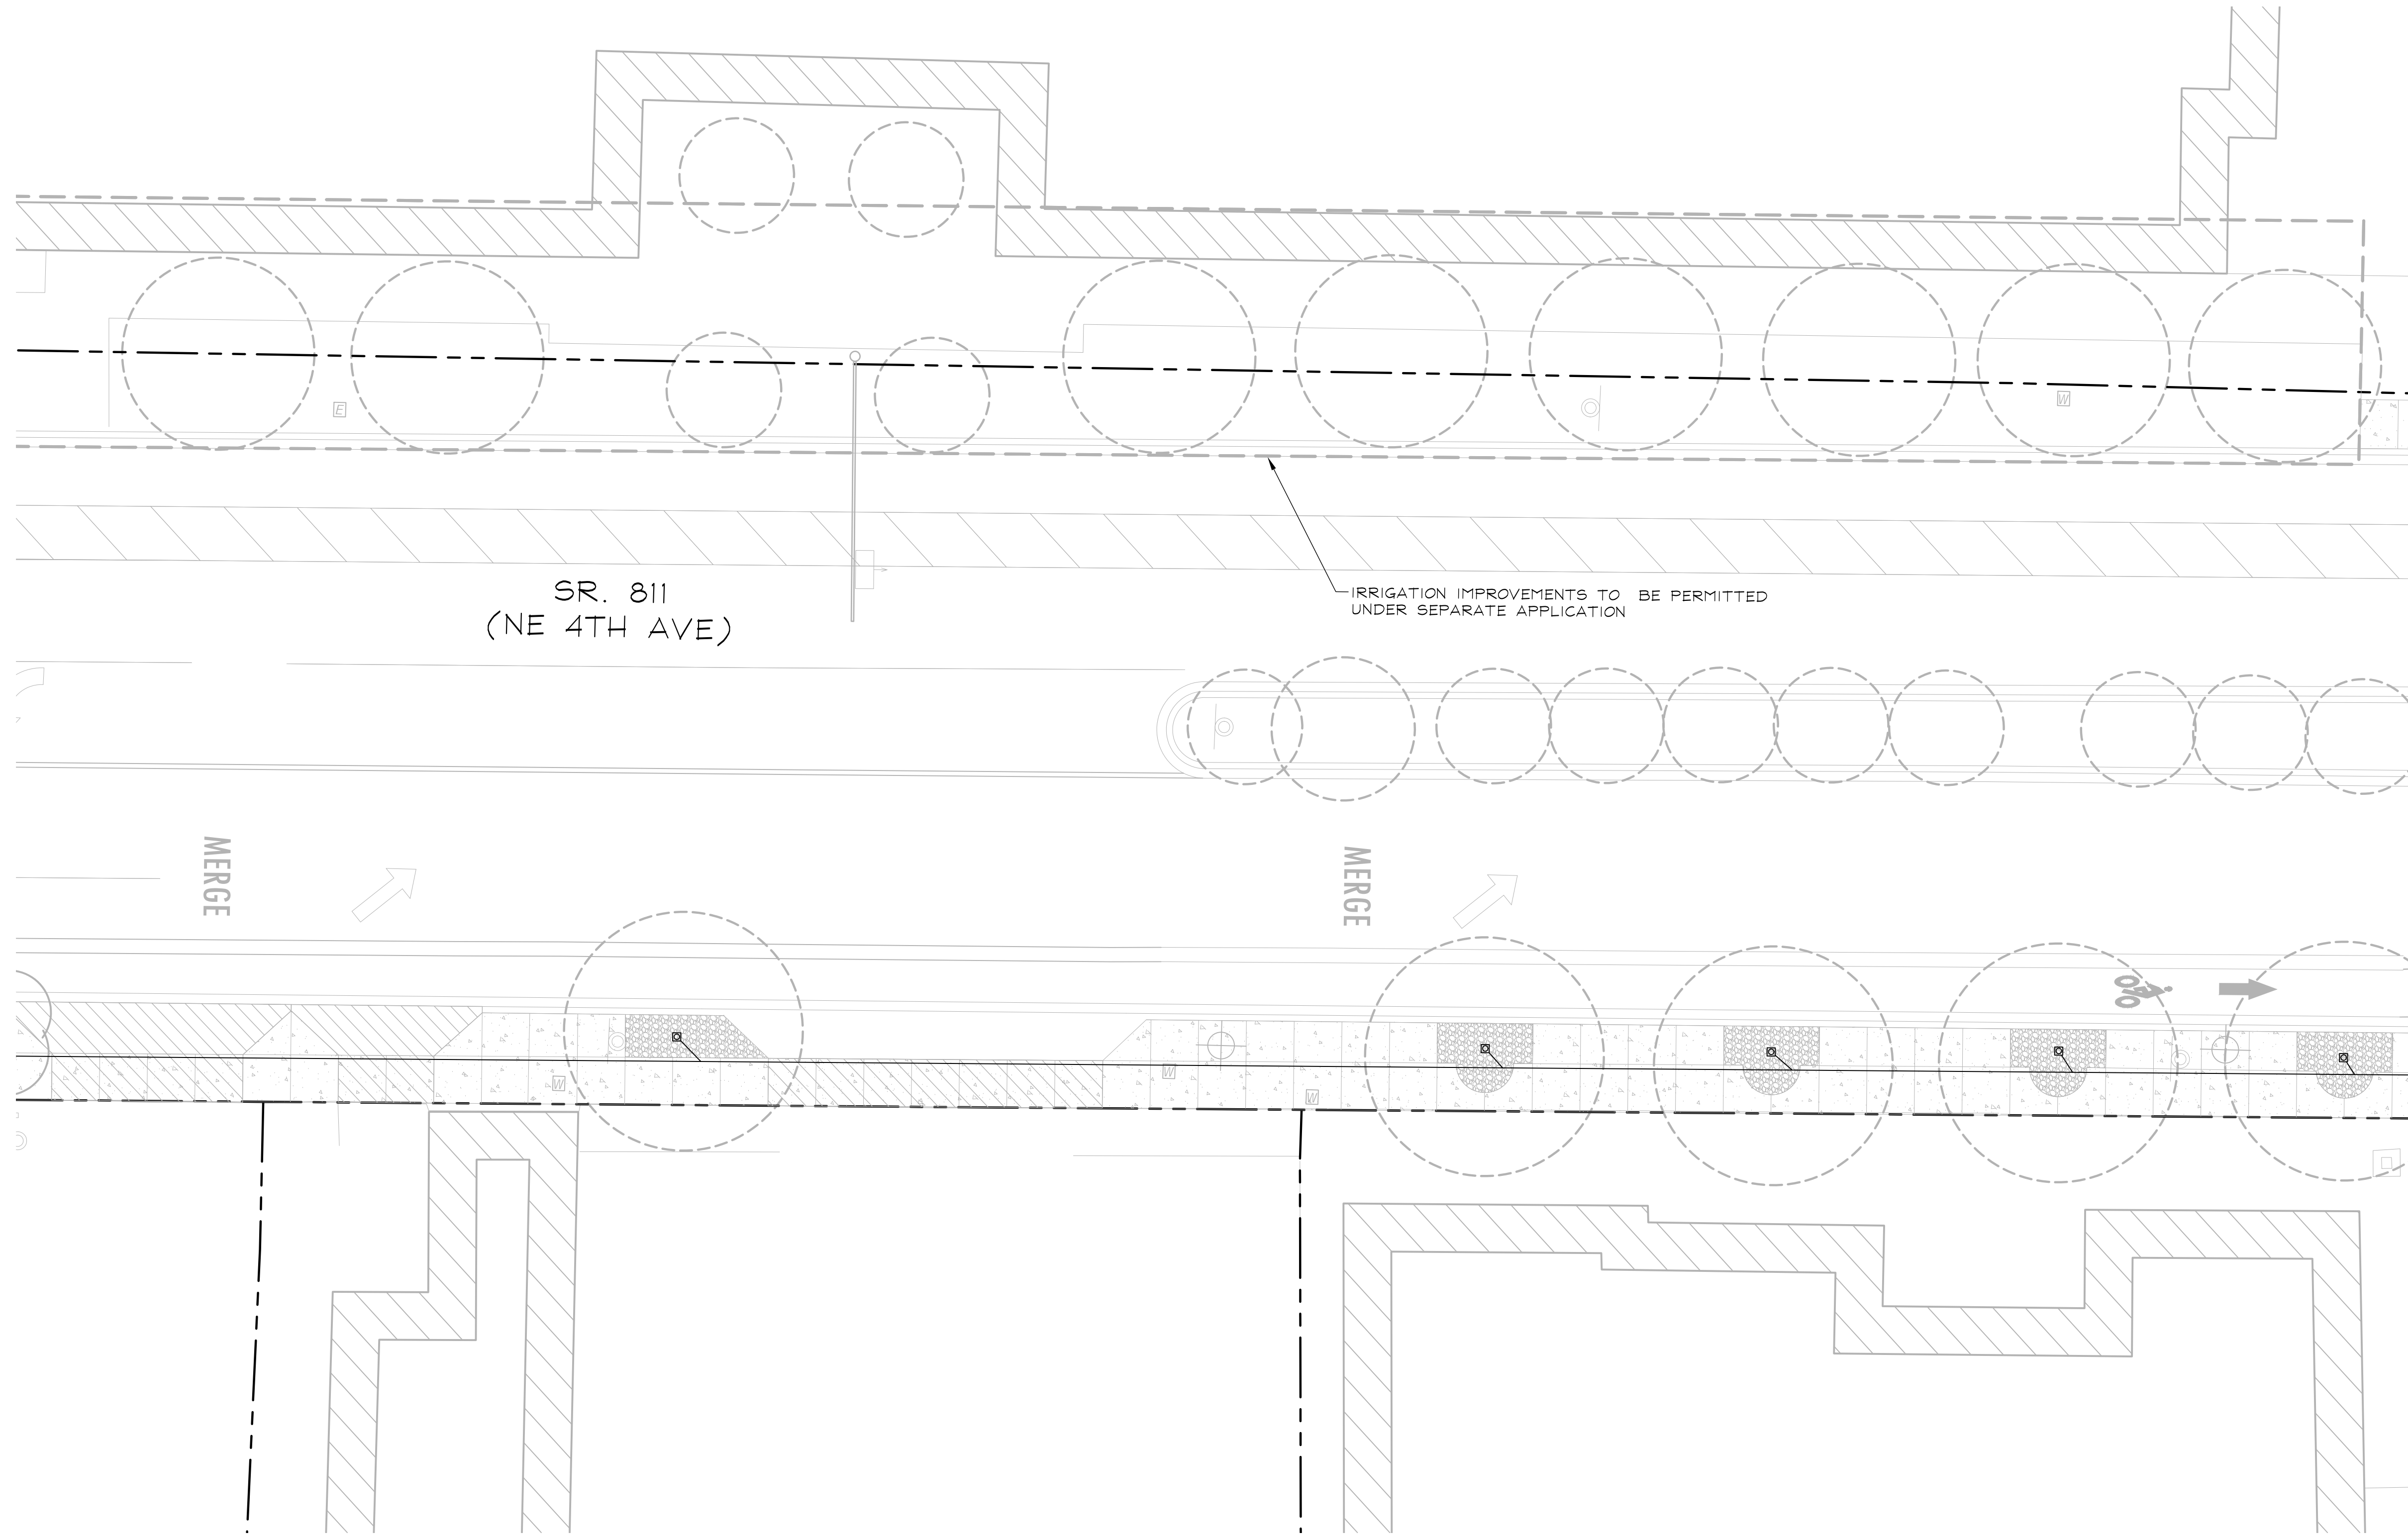 E
W
SR. 811
(NE 4TH AVE)
IRRIGATION IMPROVEMENTS TO BE PERMITTED
UNDER SEPARATE APPLICATION
MERGE
MERGE
W
W
W